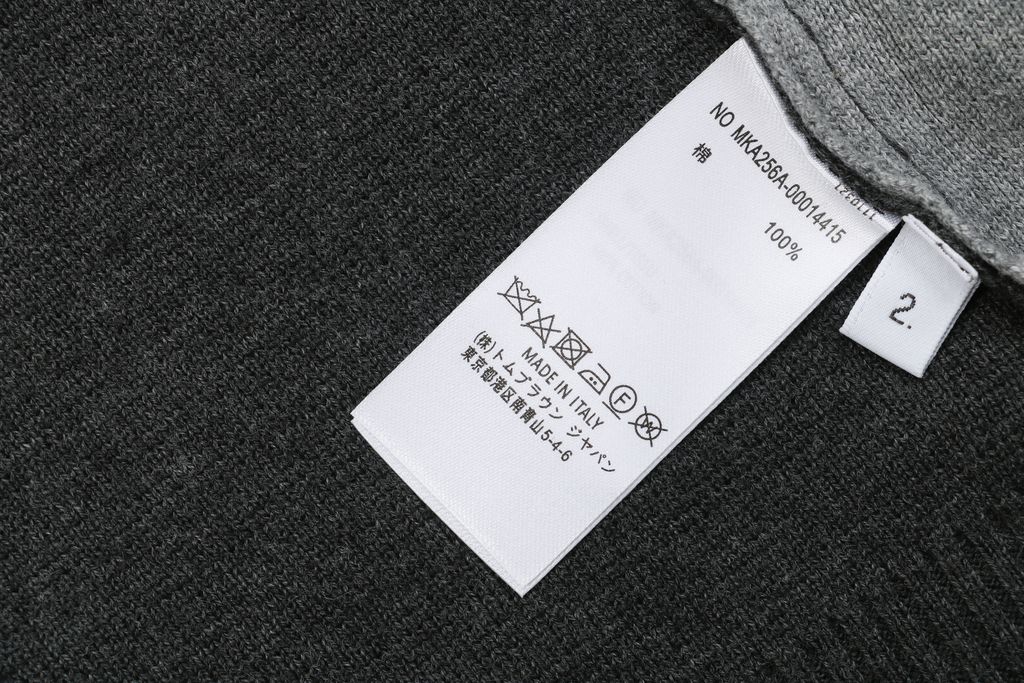 NO MKA256A-00014415
棉 100%
F W
MADE IN ITALY
(株)トムブラウン ジャパン
東京都港区南青山5-4-6
2.